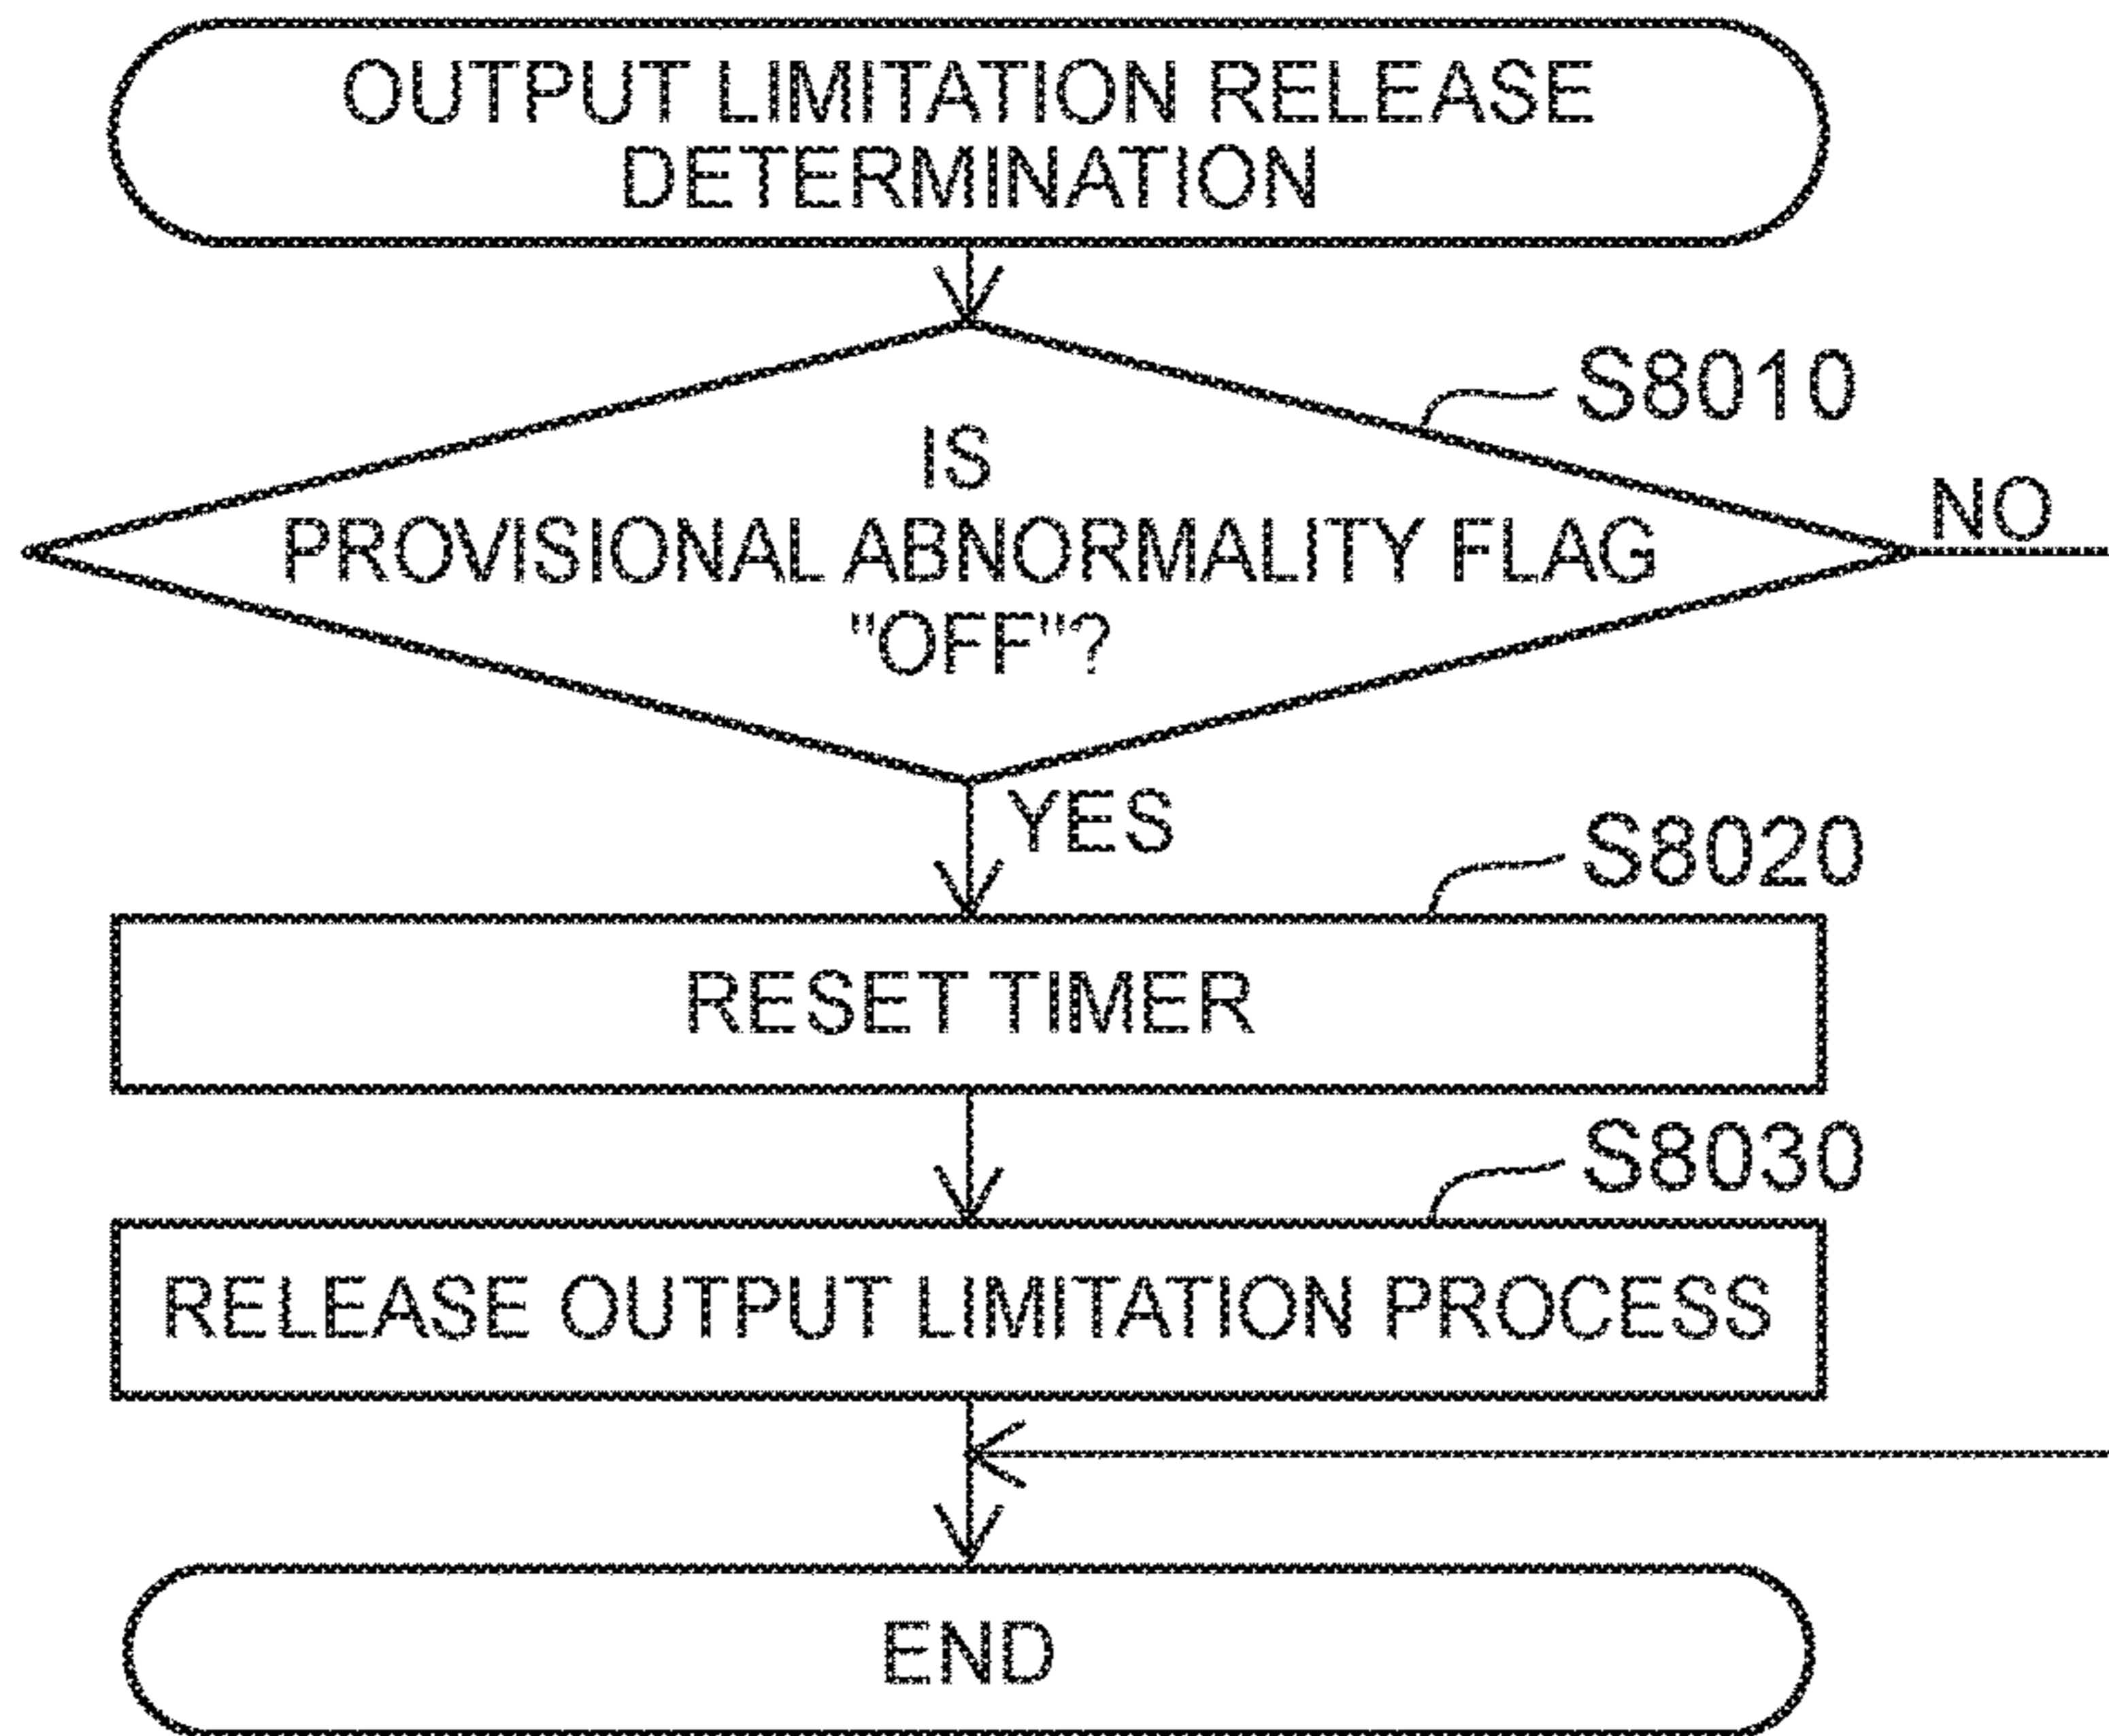 OUTPUT LIMITATION RELEASE
DETERMINATION
S8010
IS
PROVISIONAL ABNORMALITY FLAG
"OFF"?
NO
YES
S8020
RESET TIMER
S8030
RELEASE OUTPUT LIMITATION PROCESS
END